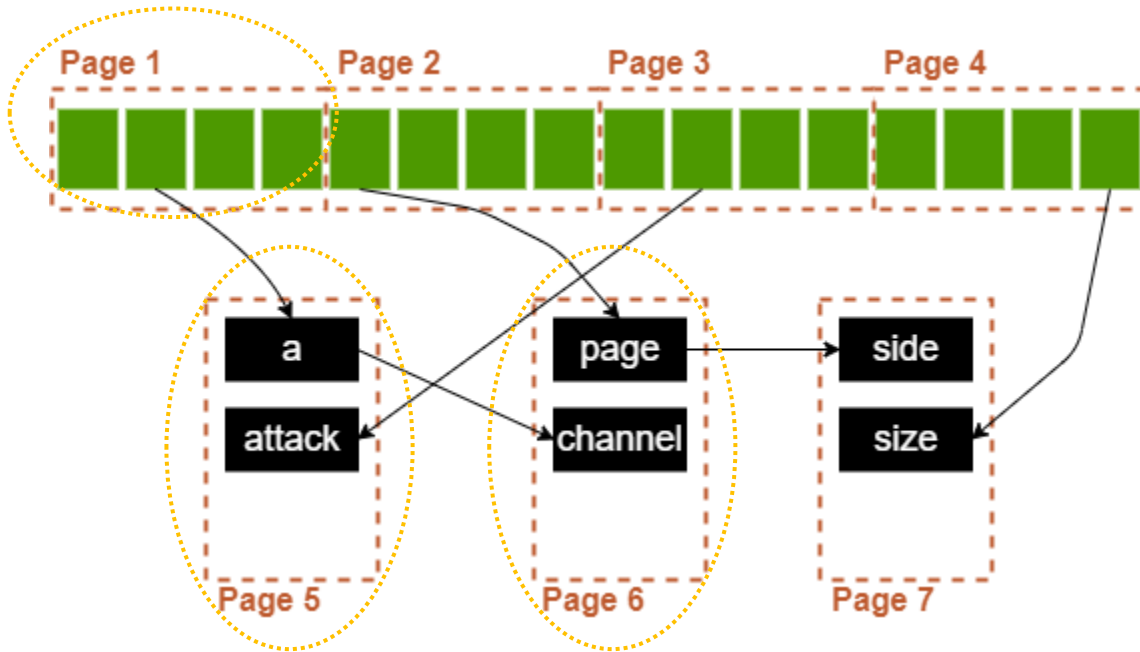 Page 1
Page 2
Page 3
Page 4
a
page
side
attack
channel
size
Page 5
Page 6
Page 7